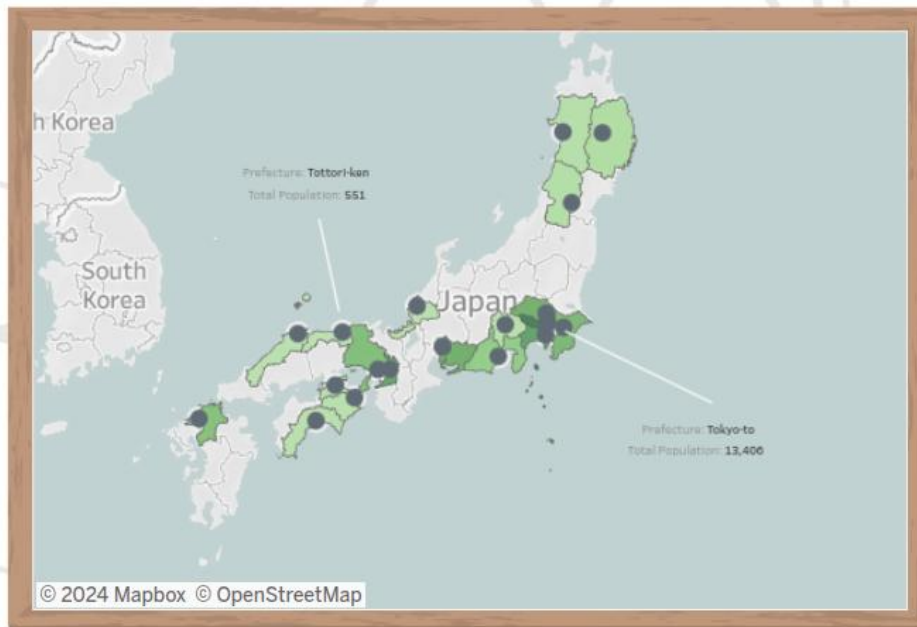 h Korea
Prefecture: Tottori-ken
Total Population: 551
South
Korea
Japan
Prefecture: Tokyo-to
Total Population: 13,406
© 2024 Mapbox © OpenStreetMap